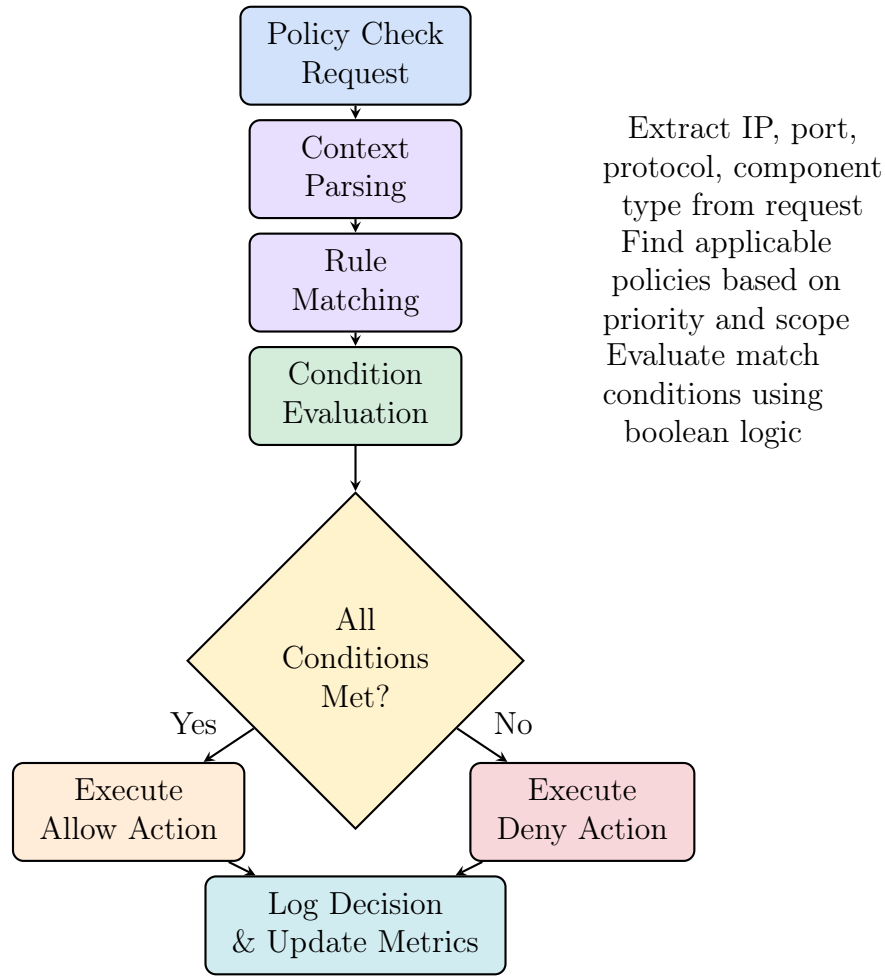 Policy Check
Request
Context
Parsing
Extract IP, port,
protocol, component
type from request
Rule
Matching
Find applicable
policies based on
priority and scope
Condition
Evaluation
Evaluate match
conditions using
boolean logic
All
Conditions
Met?
Yes
No
Execute
Allow Action
Execute
Deny Action
Log Decision
& Update Metrics